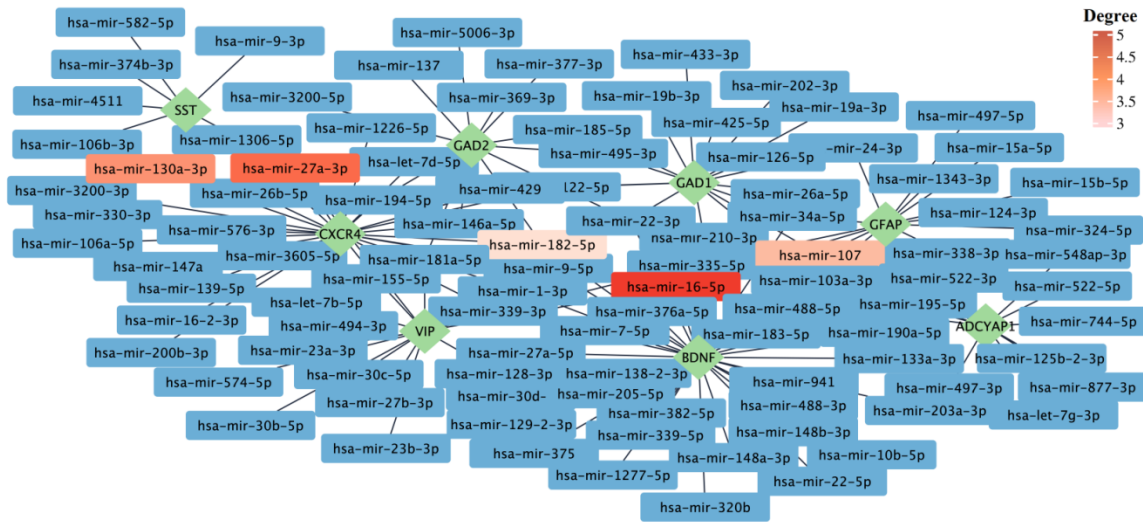 Degree
5
4.5
4
3.5
3
hsa-mir-582-5p
hsa-mir-9-3p
hsa-mir-374b-3p
hsa-mir-4511
SST
hsa-mir-106b-3p
hsa-mir-1306-5p
hsa-mir-130a-3p
hsa-mir-27a-3p
hsa-mir-5006-3p
hsa-mir-137
hsa-mir-377-3p
hsa-mir-3200-5p
hsa-mir-369-3p
hsa-mir-1226-5p
GAD2
hsa-mir-185-5p
hsa-let-7d-5p
hsa-mir-495-3p
hsa-mir-433-3p
hsa-mir-202-3p
hsa-mir-19b-3p
hsa-mir-19a-3p
hsa-mir-425-5p
hsa-mir-126-5p
GAD1
hsa-mir-497-5p
-mir-24-3p
hsa-mir-15a-5p
hsa-mir-1343-3p
hsa-mir-15b-5p
hsa-mir-124-3p
hsa-mir-324-5p
GFAP
hsa-mir-3200-3p
hsa-mir-26b-5p
hsa-mir-194-5p
hsa-mir-429
l22-5p
hsa-mir-26a-5p
hsa-mir-330-3p
hsa-mir-576-3p
CXCR4
hsa-mir-146a-5p
hsa-mir-22-3p
hsa-mir-34a-5p
hsa-mir-106a-5p
hsa-mir-3605-5p
hsa-mir-181a-5p
hsa-mir-182-5p
hsa-mir-210-3p
hsa-mir-107
hsa-mir-338-3p
hsa-mir-548ap-3p
hsa-mir-147a
hsa-mir-155-5p
hsa-mir-9-5p
hsa-mir-335-5p
hsa-mir-103a-3p
hsa-mir-522-3p
hsa-mir-522-5p
hsa-mir-139-5p
hsa-let-7b-5p
hsa-mir-1-3p
hsa-mir-16-5p
hsa-mir-195-5p
hsa-mir-16-2-3p
hsa-mir-494-3p
VIP
hsa-mir-339-3p
hsa-mir-376a-5p
hsa-mir-488-5p
ADCYAP1
hsa-mir-744-5p
hsa-mir-7-5p
hsa-mir-183-5p
hsa-mir-190a-5p
hsa-mir-200b-3p
hsa-mir-23a-3p
hsa-mir-27a-5p
BDNF
hsa-mir-133a-3p
hsa-mir-125b-2-3p
hsa-mir-574-5p
hsa-mir-30c-5p
hsa-mir-128-3p
hsa-mir-138-2-3p
hsa-mir-941
hsa-mir-497-3p
hsa-mir-877-3p
hsa-mir-27b-3p
hsa-mir-30d-
hsa-mir-205-5p
hsa-mir-488-3p
hsa-mir-203a-3p
hsa-let-7g-3p
hsa-mir-30b-5p
hsa-mir-129-2-3p
hsa-mir-382-5p
hsa-mir-148b-3p
hsa-mir-23b-3p
hsa-mir-375
hsa-mir-339-5p
hsa-mir-148a-3p
hsa-mir-10b-5p
hsa-mir-1277-5p
hsa-mir-22-5p
hsa-mir-320b